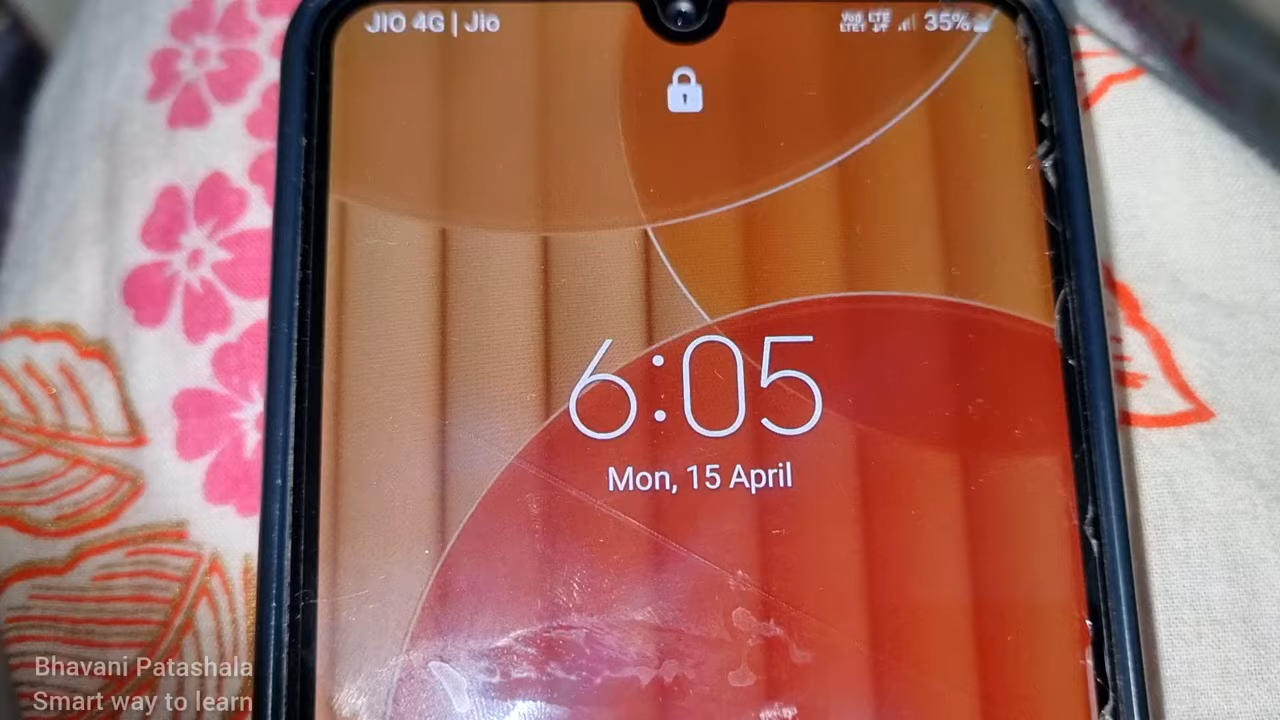 JIO 4G | Jio
35%
6:05
Mon, 15 April
Bhavani Patashala
Smart way to learn